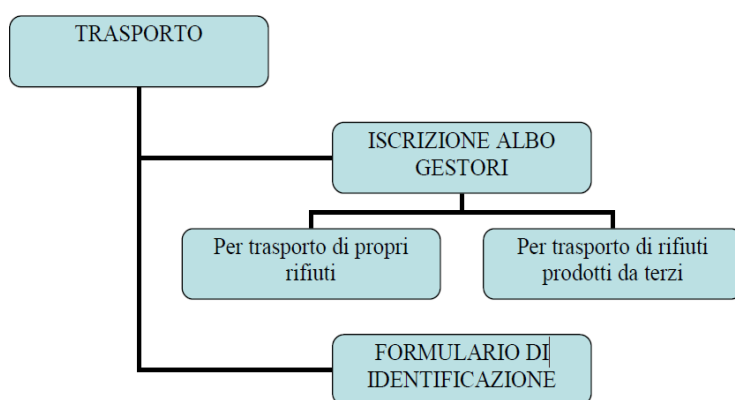 TRASPORTO
ISCRIZIONE ALBO
GESTORI
Per trasporto di propri
rifiuti
Per trasporto di rifiuti
prodotti da terzi
FORMULARIO DI
IDENTIFICAZIONE